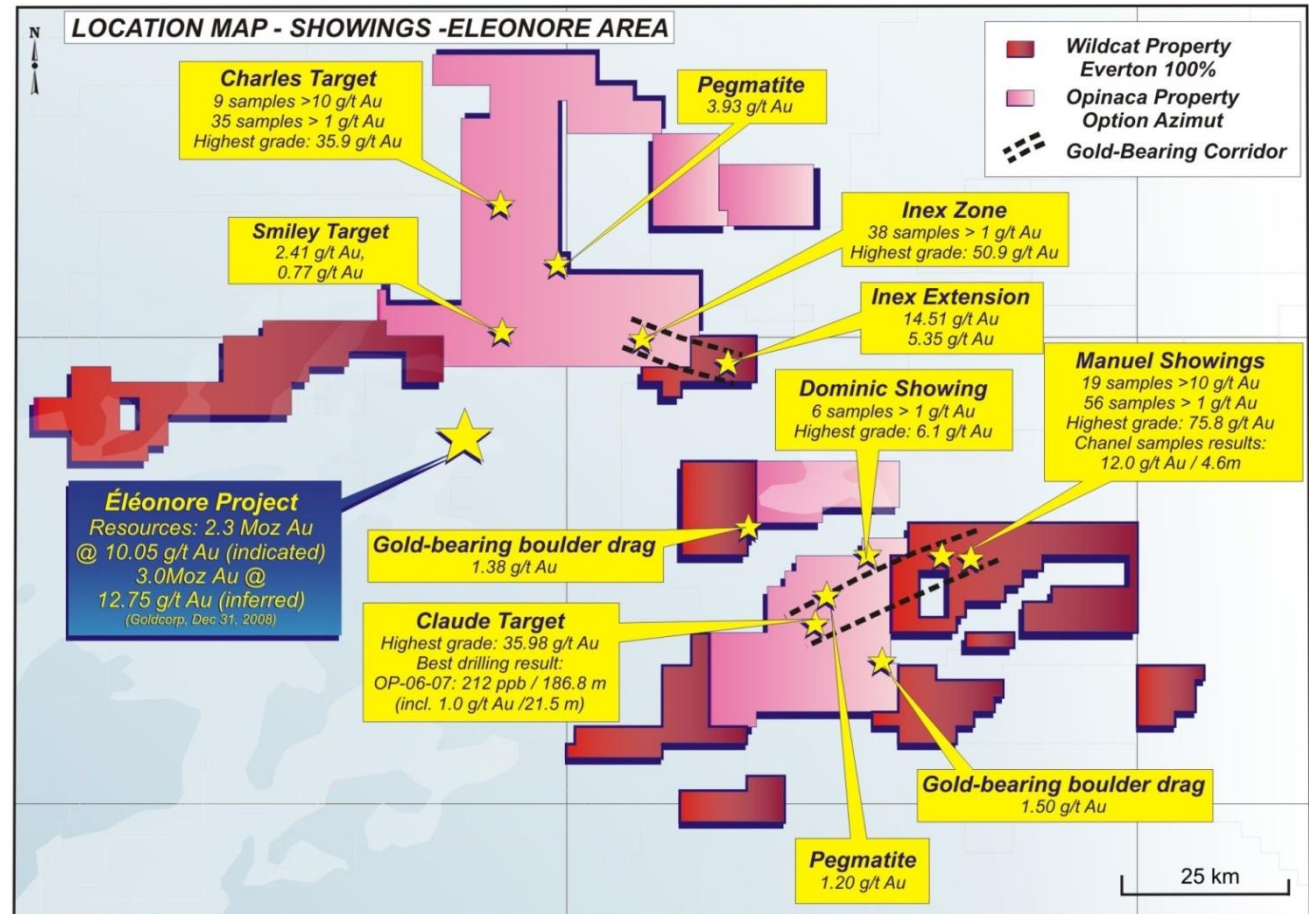 LOCATION MAP - SHOWINGS -ELEONORE AREA
N
Wildcat Property
Everton 100%
Opinaca Property
Option Azimut
Gold-Bearing Corridor
Charles Target
9 samples >10 g/t Au
35 samples > 1 g/t Au
Highest grade: 35.9 g/t Au
Pegmatite
3.93 g/t Au
Smiley Target
2.41 g/t Au,
0.77 g/t Au
Inex Zone
38 samples > 1 g/t Au
Highest grade: 50.9 g/t Au
Inex Extension
14.51 g/t Au
5.35 g/t Au
Manuel Showings
19 samples >10 g/t Au
56 samples > 1 g/t Au
Highest grade: 75.8 g/t Au
Chanel samples results:
12.0 g/t Au / 4.6m
Dominic Showing
6 samples > 1 g/t Au
Highest grade: 6.1 g/t Au
Éléonore Project
Resources: 2.3 Moz Au
@ 10.05 g/t Au (indicated)
3.0Moz Au @
12.75 g/t Au (inferred)
(Goldcorp, Dec 31, 2008)
Gold-bearing boulder drag
1.38 g/t Au
Claude Target
Highest grade: 35.98 g/t Au
Best drilling result:
OP-06-07: 212 ppb / 186.8 m
(incl. 1.0 g/t Au /21.5 m)
Gold-bearing boulder drag
1.50 g/t Au
Pegmatite
1.20 g/t Au
25 km